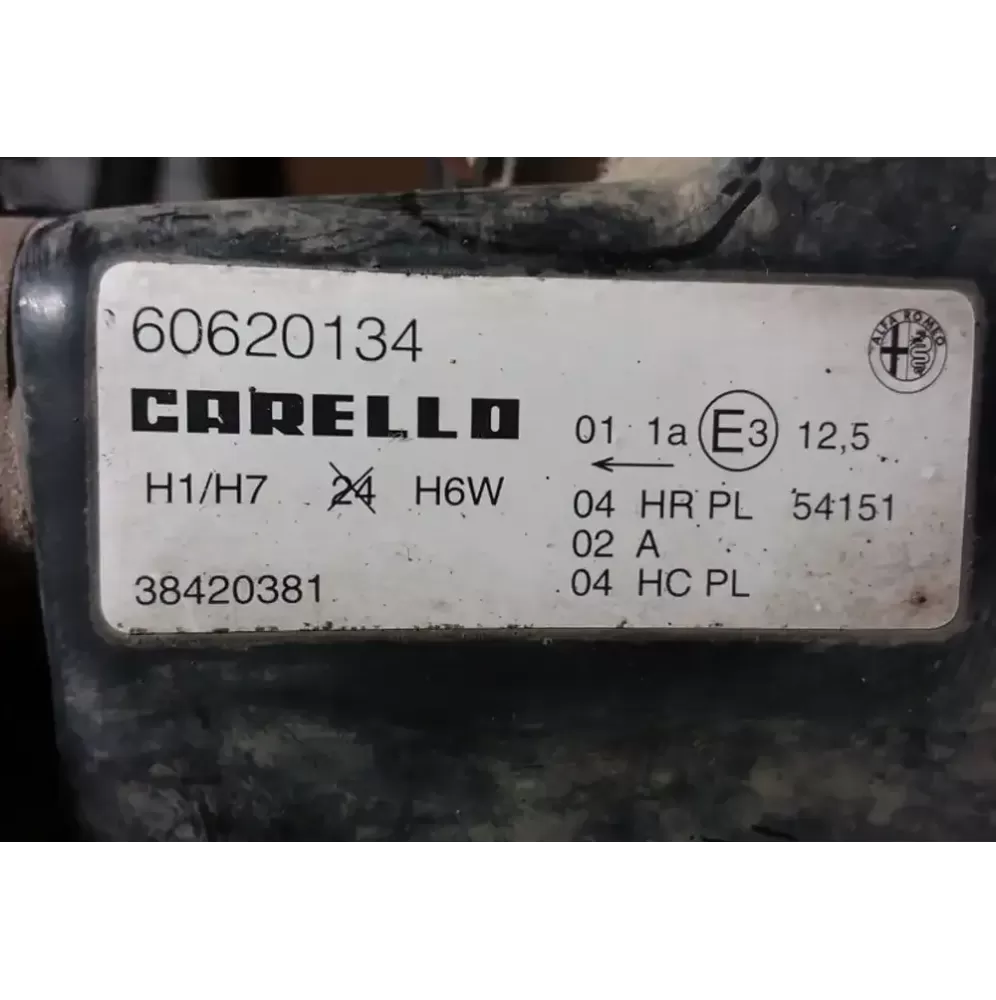 60620134
ALFA ROMEO
CARELLO
01 1a E3 12,5
H1/H7 24 H6W
04 HR PL 54151
02 A
38420381
04 HC PL